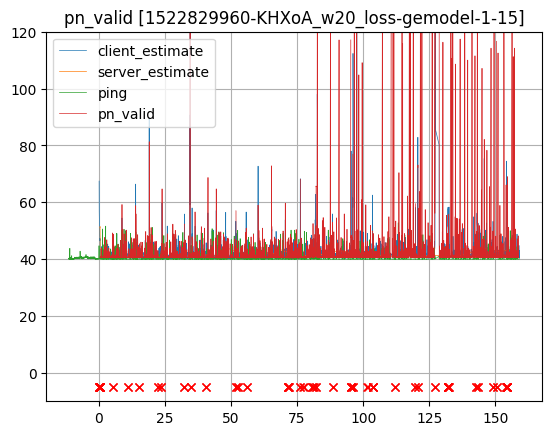 pn_valid [1522829960-KHXoA_w20_loss-gemodel-1-15]
client_estimate
server_estimate
ping
pn_valid
120
100
80
60
40
20
0
0 25 50 75 100 125 150